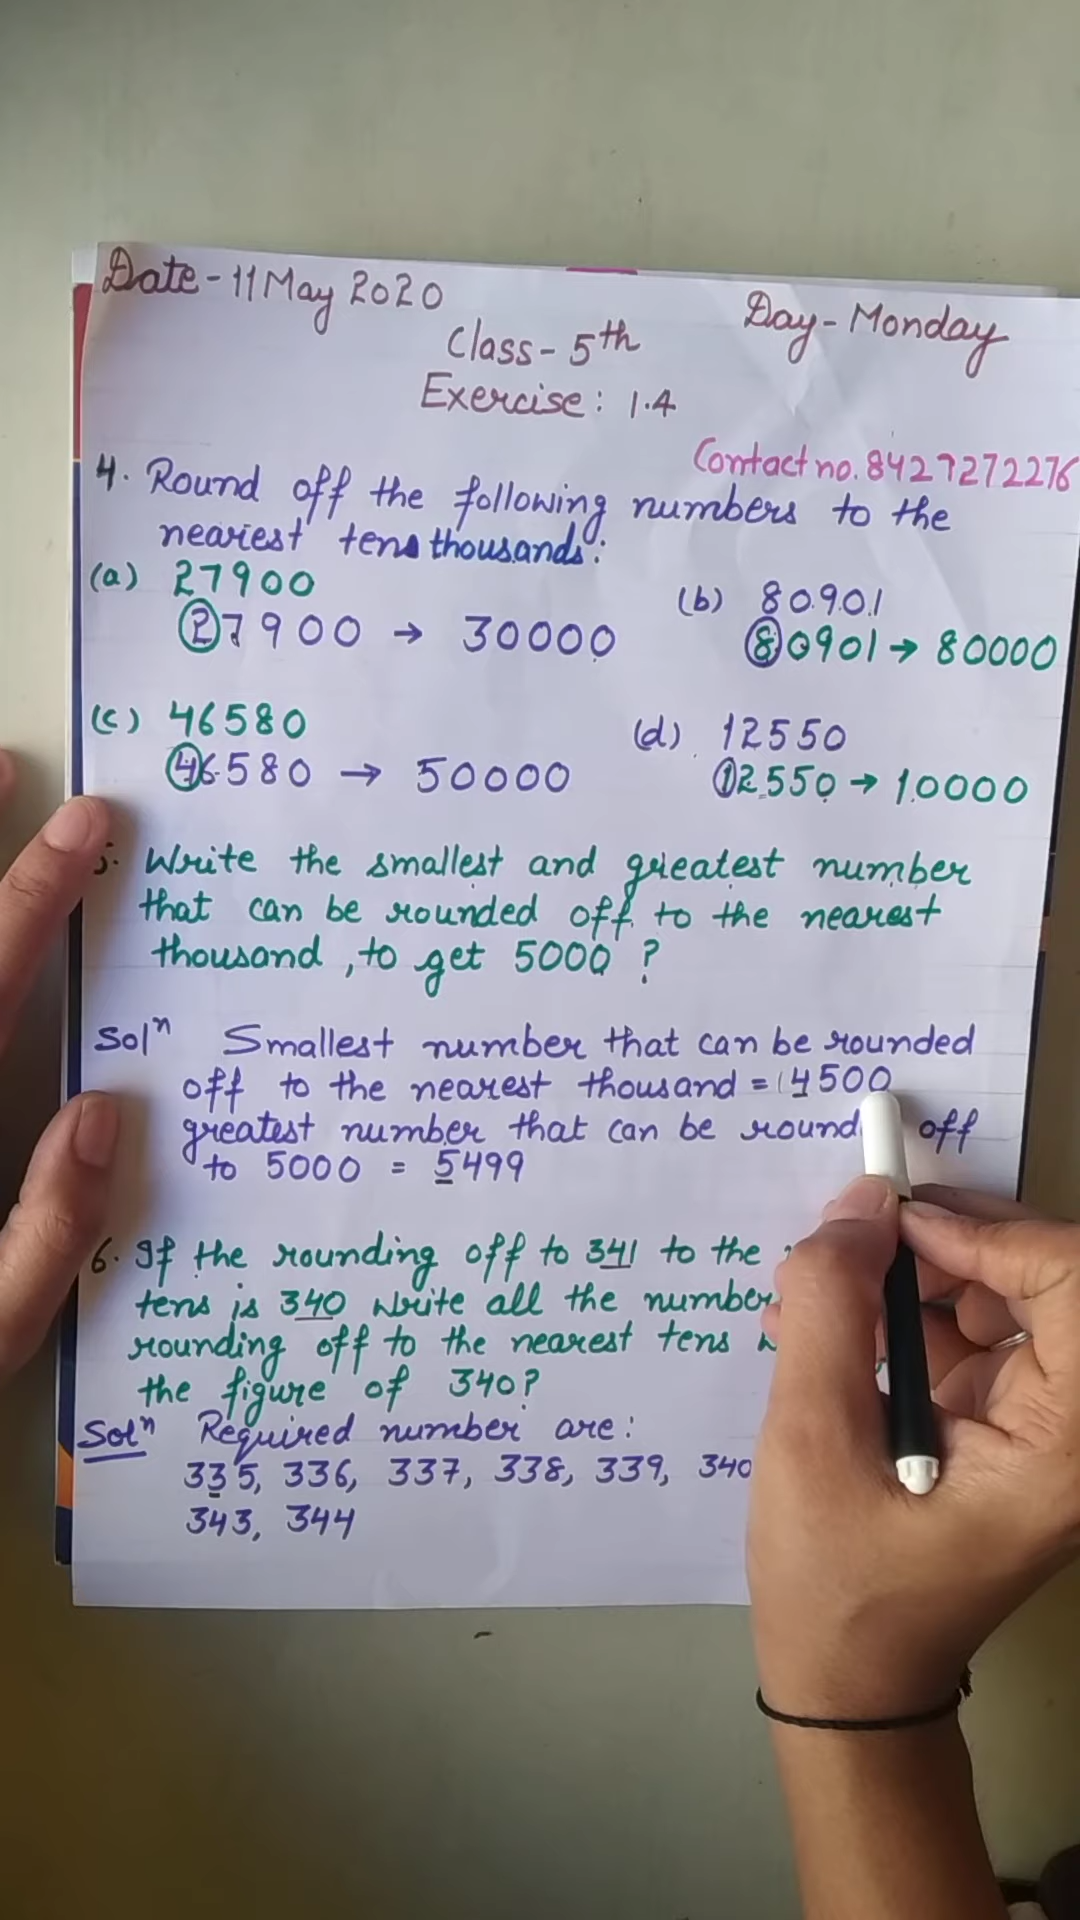 Date - 11 May 2020
Day - Monday
Class - 5th
Exercise : 1.4
Contact no. 8427272276
4. Round off the following numbers to the
nearest tens thousands :
(a) 27900
27900 → 30000
(b) 80901
80901 → 80000
(c) 46580
46580 → 50000
(d) 12550
12550 → 10000
5. Write the smallest and greatest number
that can be rounded off to the nearest
thousand , to get 5000 ?
Solⁿ Smallest number that can be rounded
off to the nearest thousand = 4500
greatest number that can be off
to 5000 = 5499
6. If the rounding off to 341 to the
tens is 340 Write all the
rounding off to the nearest tens
the figure of 340?
Solⁿ Required number are :
335, 336, 337, 338, 339, 340
343, 344